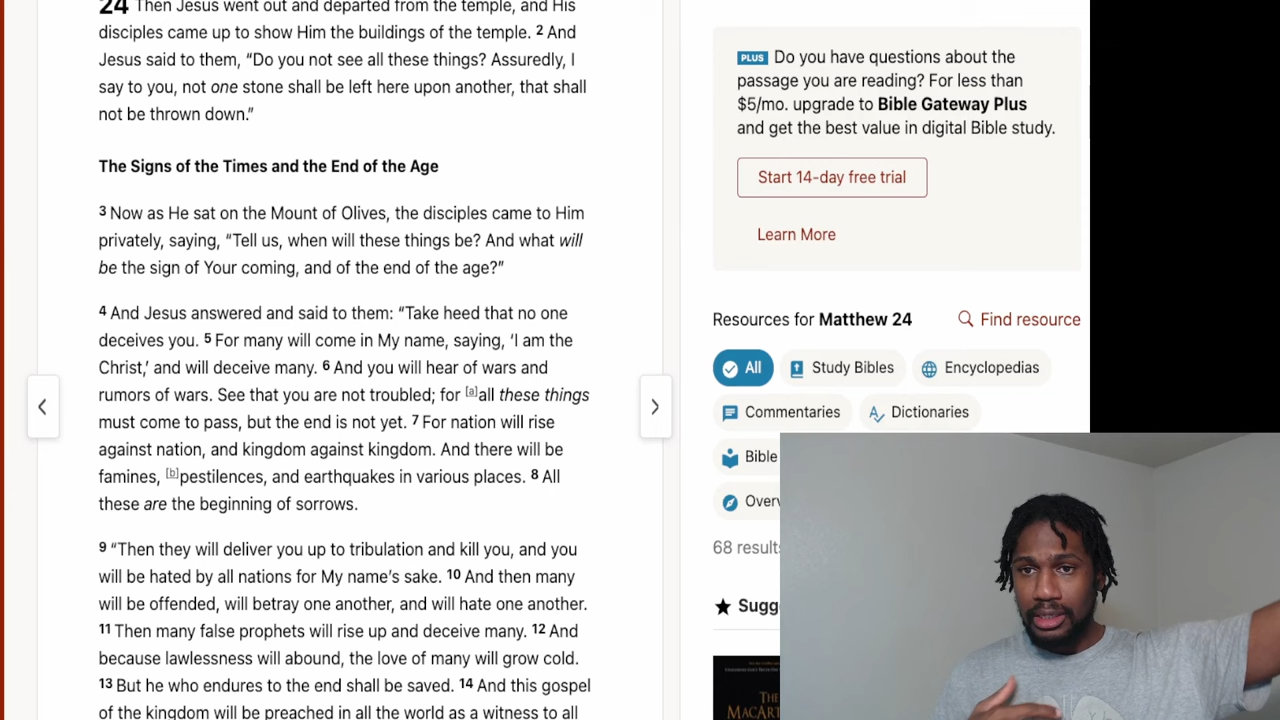 24 Then Jesus went out and departed from the temple, and His
disciples came up to show Him the buildings of the temple. 2 And
Jesus said to them, “Do you not see all these things? Assuredly, I
say to you, not one stone shall be left here upon another, that shall
not be thrown down.”
The Signs of the Times and the End of the Age
3 Now as He sat on the Mount of Olives, the disciples came to Him
privately, saying, “Tell us, when will these things be? And what will
be the sign of Your coming, and of the end of the age?”
4 And Jesus answered and said to them: “Take heed that no one
deceives you. 5 For many will come in My name, saying, ‘I am the
Christ,’ and will deceive many. 6 And you will hear of wars and
rumors of wars. See that you are not troubled; for [a]all these things
must come to pass, but the end is not yet. 7 For nation will rise
against nation, and kingdom against kingdom. And there will be
famines, [b]pestilences, and earthquakes in various places. 8 All
these are the beginning of sorrows.
9 “Then they will deliver you up to tribulation and kill you, and you
will be hated by all nations for My name’s sake. 10 And then many
will be offended, will betray one another, and will hate one another.
11 Then many false prophets will rise up and deceive many. 12 And
because lawlessness will abound, the love of many will grow cold.
13 But he who endures to the end shall be saved. 14 And this gospel
of the kingdom will be preached in all the world as a witness to all
PLUS Do you have questions about the
passage you are reading? For less than
$5/mo. upgrade to Bible Gateway Plus
and get the best value in digital Bible study.
Start 14-day free trial
Learn More
Resources for Matthew 24 Find resource
All Study Bibles Encyclopedias
Commentaries Dictionaries
Bible
Overv
68 results
Sugg
THE
MACAR